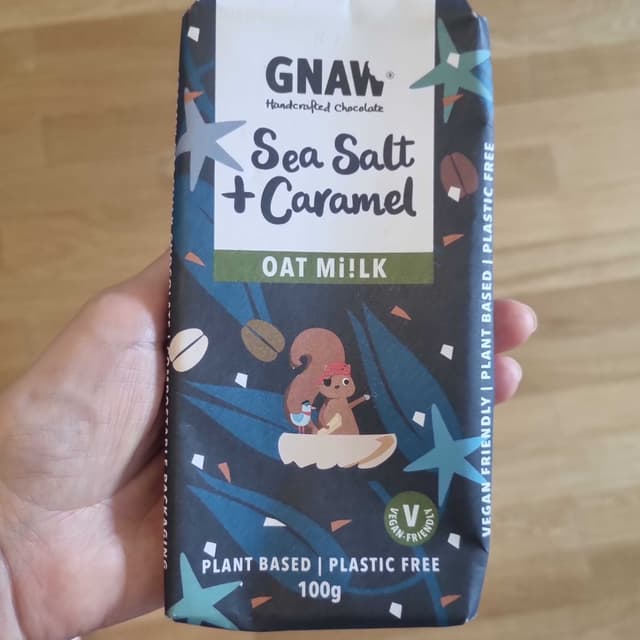 GNAW®
Handcrafted Chocolate
Sea Salt
+ Caramel
OAT Mi!LK
V
VEGAN-FRIENDLY
PLANT BASED | PLASTIC FREE
100g
VEGAN FRIENDLY | PLANT BASED | PLASTIC FREE
PACKAGING